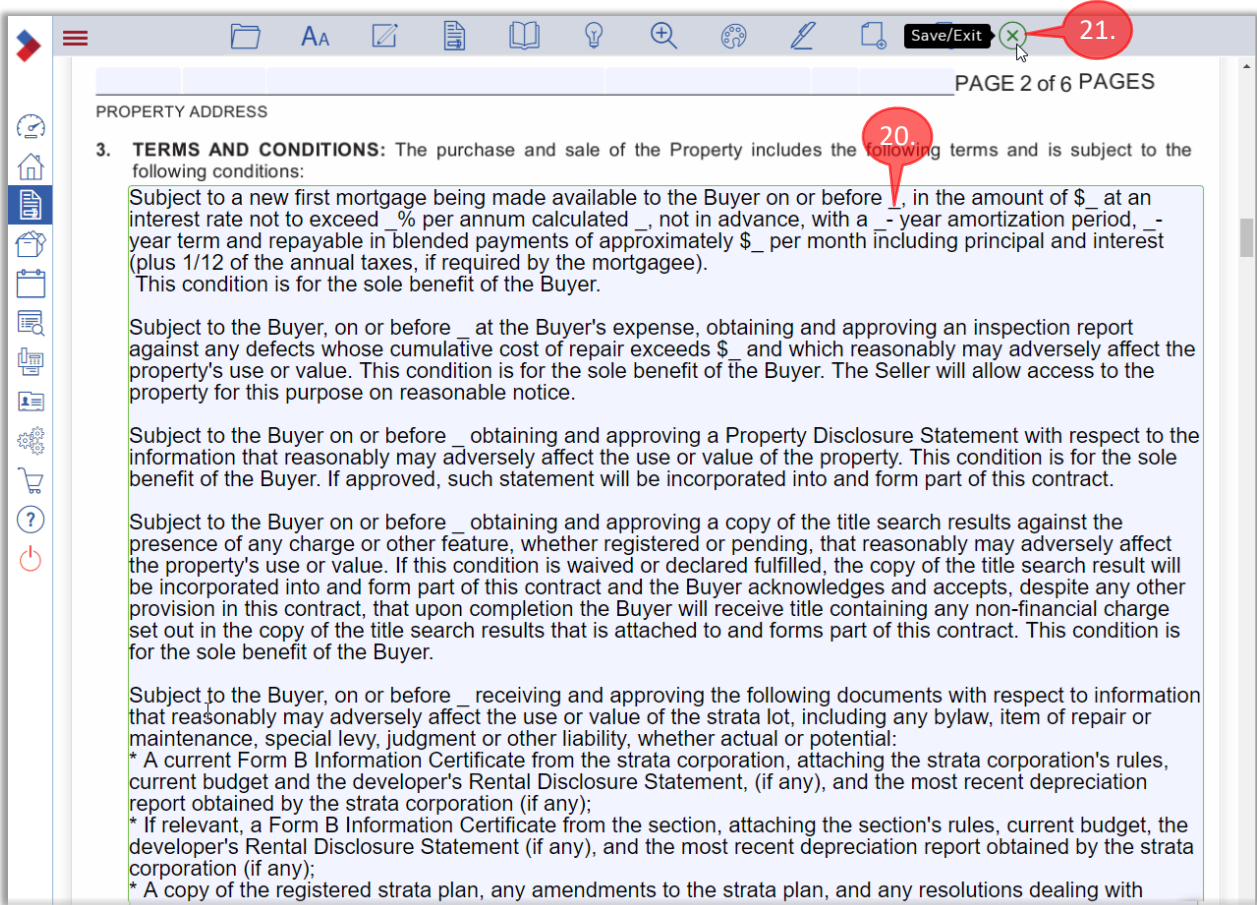 AA
Save/Exit
21.
PAGE 2 of 6 PAGES
PROPERTY ADDRESS
20.
3. TERMS AND CONDITIONS: The purchase and sale of the Property includes the following terms and is subject to the
following conditions:
Subject to a new first mortgage being made available to the Buyer on or before _, in the amount of $_ at an
interest rate not to exceed _% per annum calculated _, not in advance, with a _- year amortization period, _-
year term and repayable in blended payments of approximately $_ per month including principal and interest
(plus 1/12 of the annual taxes, if required by the mortgagee).
This condition is for the sole benefit of the Buyer.
Subject to the Buyer, on or before _ at the Buyer's expense, obtaining and approving an inspection report
against any defects whose cumulative cost of repair exceeds $_ and which reasonably may adversely affect the
property's use or value. This condition is for the sole benefit of the Buyer. The Seller will allow access to the
property for this purpose on reasonable notice.
Subject to the Buyer on or before _ obtaining and approving a Property Disclosure Statement with respect to the
information that reasonably may adversely affect the use or value of the property. This condition is for the sole
benefit of the Buyer. If approved, such statement will be incorporated into and form part of this contract.
Subject to the Buyer on or before _ obtaining and approving a copy of the title search results against the
presence of any charge or other feature, whether registered or pending, that reasonably may adversely affect
the property's use or value. If this condition is waived or declared fulfilled, the copy of the title search result will
be incorporated into and form part of this contract and the Buyer acknowledges and accepts, despite any other
provision in this contract, that upon completion the Buyer will receive title containing any non-financial charge
set out in the copy of the title search results that is attached to and forms part of this contract. This condition is
for the sole benefit of the Buyer.
Subject to the Buyer, on or before _ receiving and approving the following documents with respect to information
that reasonably may adversely affect the use or value of the strata lot, including any bylaw, item of repair or
maintenance, special levy, judgment or other liability, whether actual or potential:
* A current Form B Information Certificate from the strata corporation, attaching the strata corporation's rules,
current budget and the developer's Rental Disclosure Statement, (if any), and the most recent depreciation
report obtained by the strata corporation (if any);
* If relevant, a Form B Information Certificate from the section, attaching the section's rules, current budget, the
developer's Rental Disclosure Statement (if any), and the most recent depreciation report obtained by the strata
corporation (if any);
* A copy of the registered strata plan, any amendments to the strata plan, and any resolutions dealing with